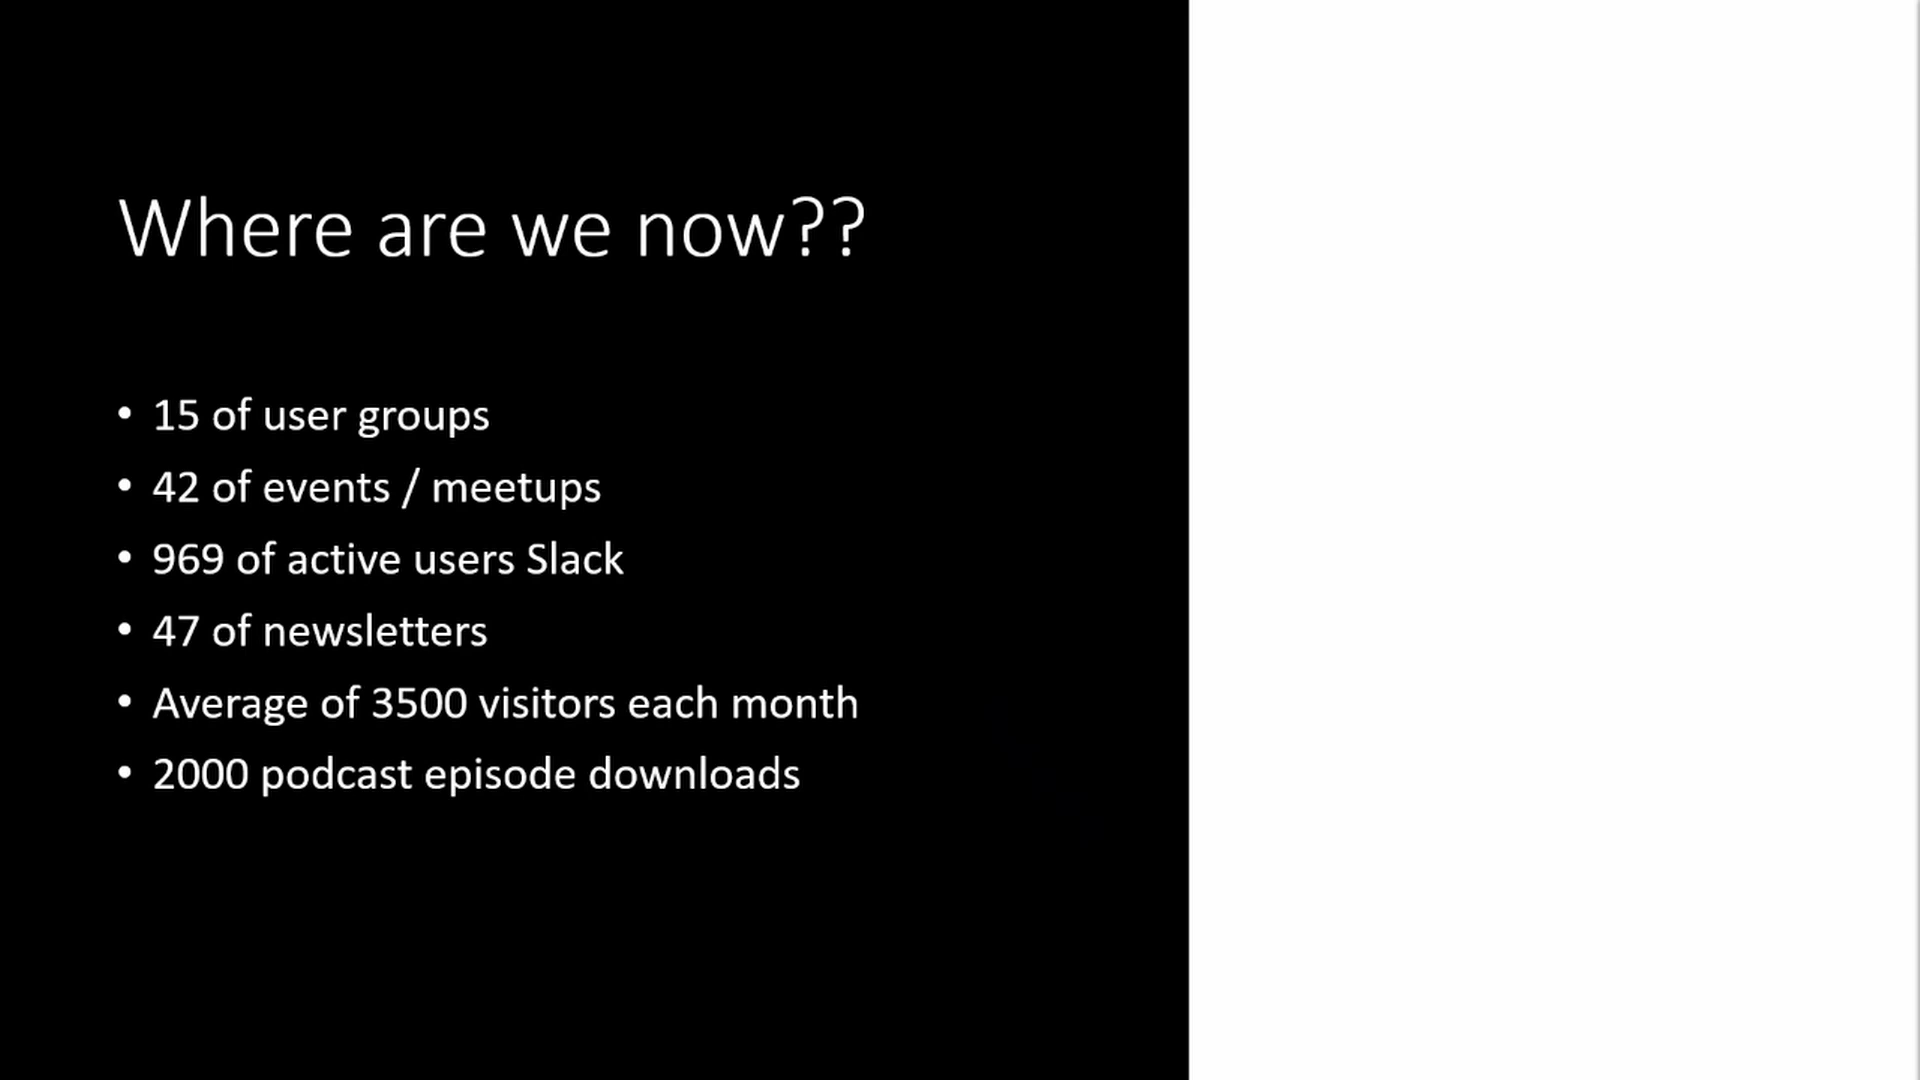 Where are we now??
• 15 of user groups
• 42 of events / meetups
• 969 of active users Slack
• 47 of newsletters
• Average of 3500 visitors each month
• 2000 podcast episode downloads